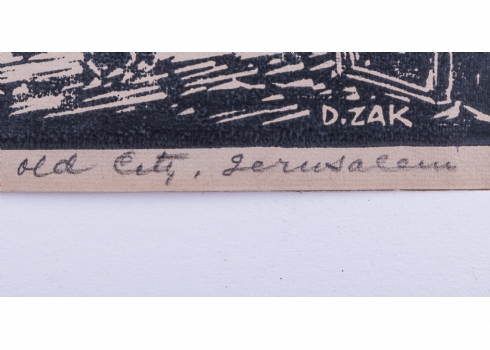 D.ZAK
Old City, Jerusalem